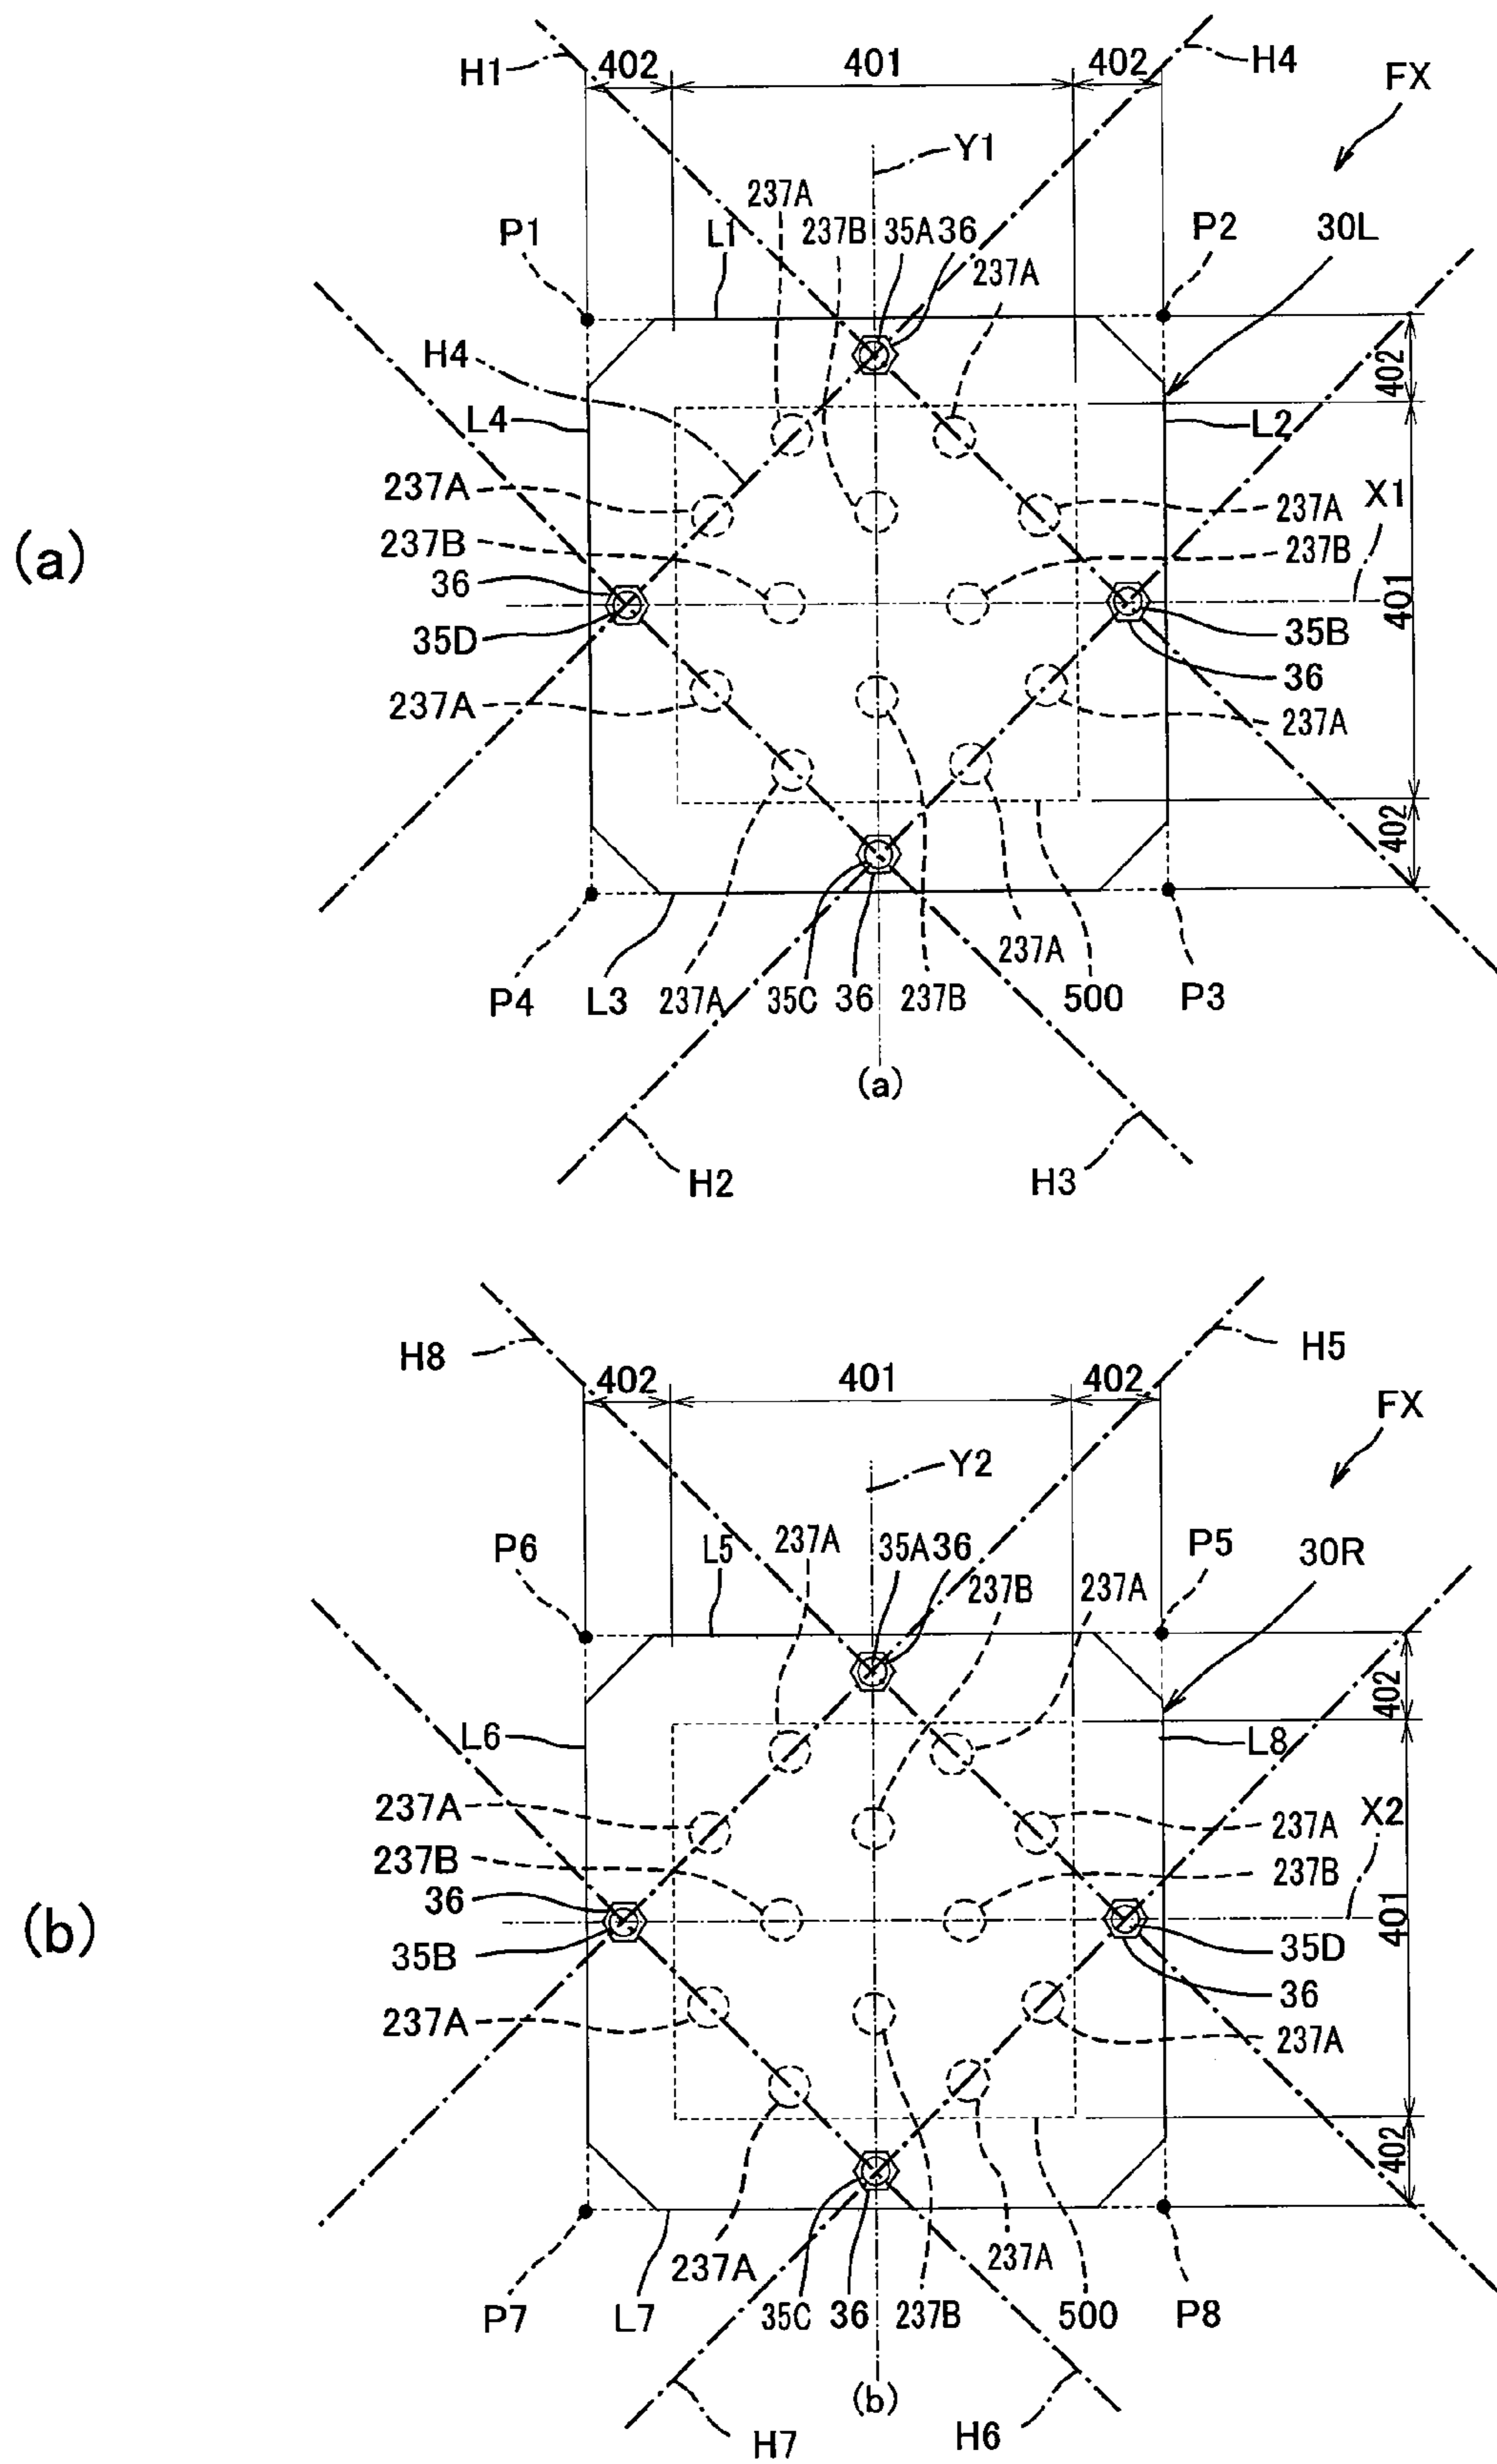 H1 402 401 402 H4
FX
Y1
237A
P1 L1 237B 35A 36 237A P2 30L
H4 402
L4 L2
237A X1 237A
(a) 237B 237B
36 401
35D 35B
36
237A 237A
402
237A
P4 L3 237A 35C 36 237B 500 P3
(a)
H2 H3
H8 H5
402 401 402
FX
Y2
P6 L5 237A 35A 36 P5 30R
237B 237A
402
L6 L8
237A X2 237A
237B 237B
(b) 36 401
35B 35D
36
237A 237A
402
237A 237A
P7 L7 35C 36 237B 500 P8
(b)
H7 H6